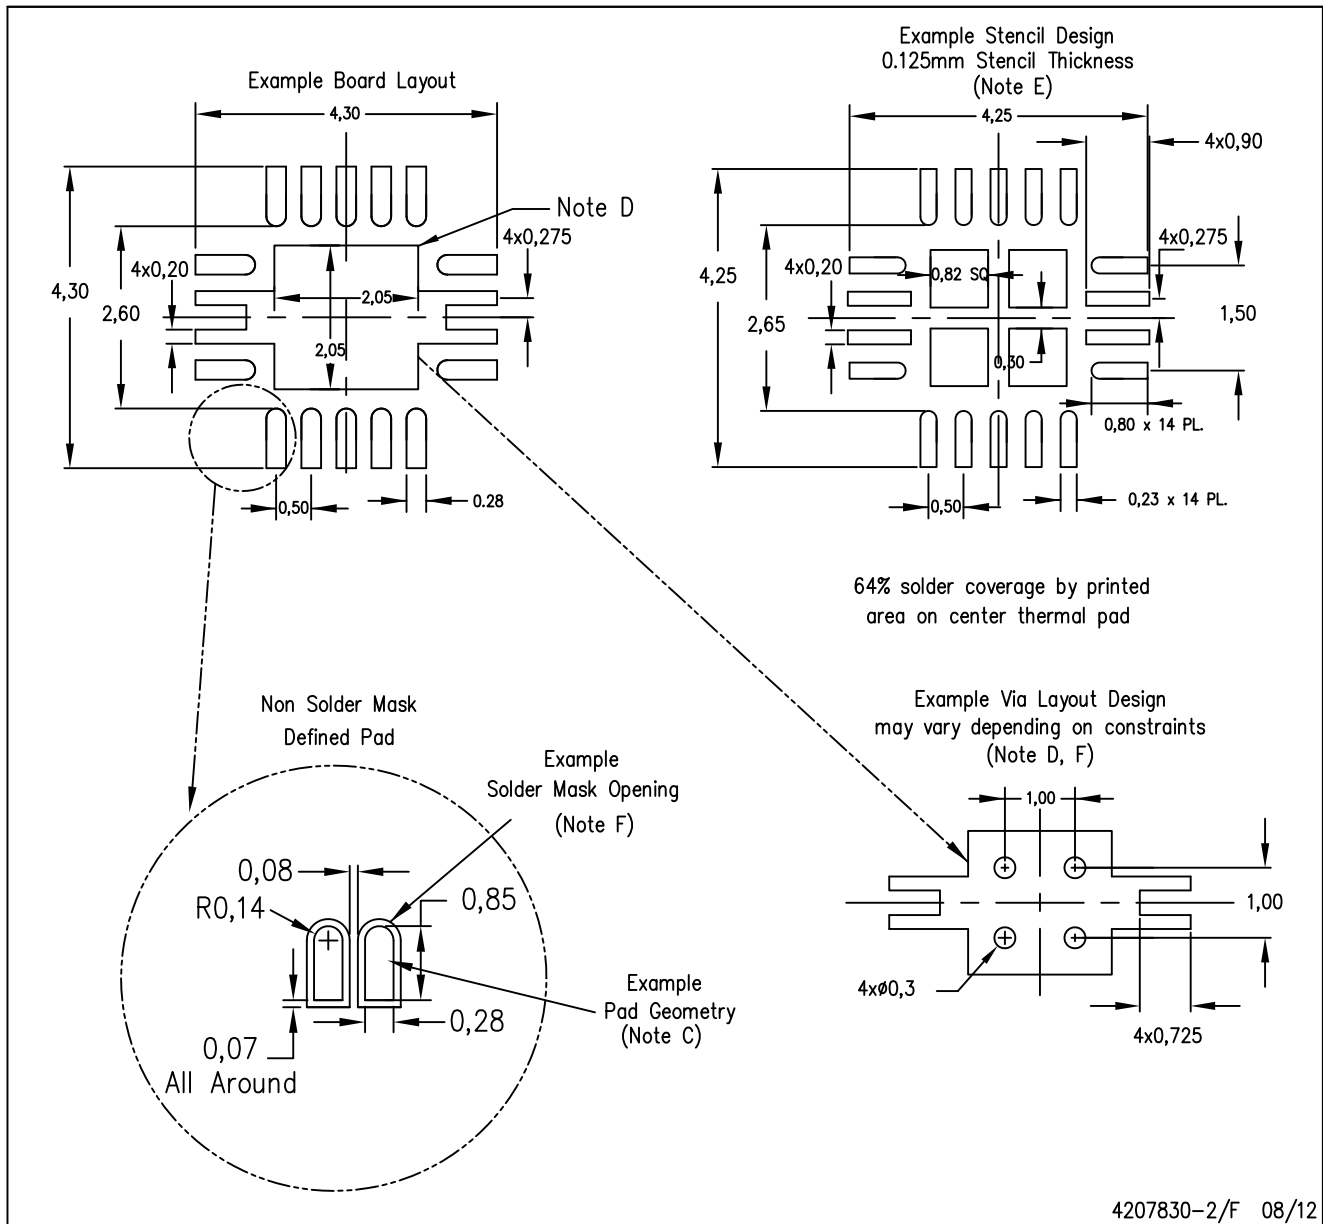 Example Board Layout
4,30
Note D
4x0,275
4x0,20
4,30
2,60
2,05
2,05
0,50
0.28
Example Stencil Design
0.125mm Stencil Thickness
(Note E)
4,25
4x0,90
4x0,275
4x0,20
0,82 SQ
4,25
2,65
1,50
0,30
0,80 x 14 PL.
0,50
0,23 x 14 PL.
64% solder coverage by printed
area on center thermal pad
Non Solder Mask
Defined Pad
Example
Solder Mask Opening
(Note F)
0,08
R0,14
0,85
0,28
0,07
All Around
Example
Pad Geometry
(Note C)
Example Via Layout Design
may vary depending on constraints
(Note D, F)
1,00
1,00
4xø0,3
4x0,725
4207830-2/F 08/12